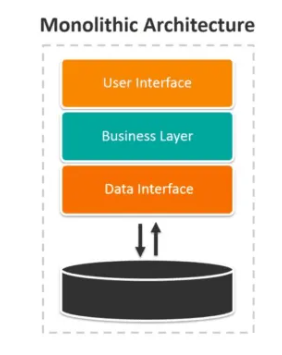 Monolithic Architecture
User Interface
Business Layer
Data Interface